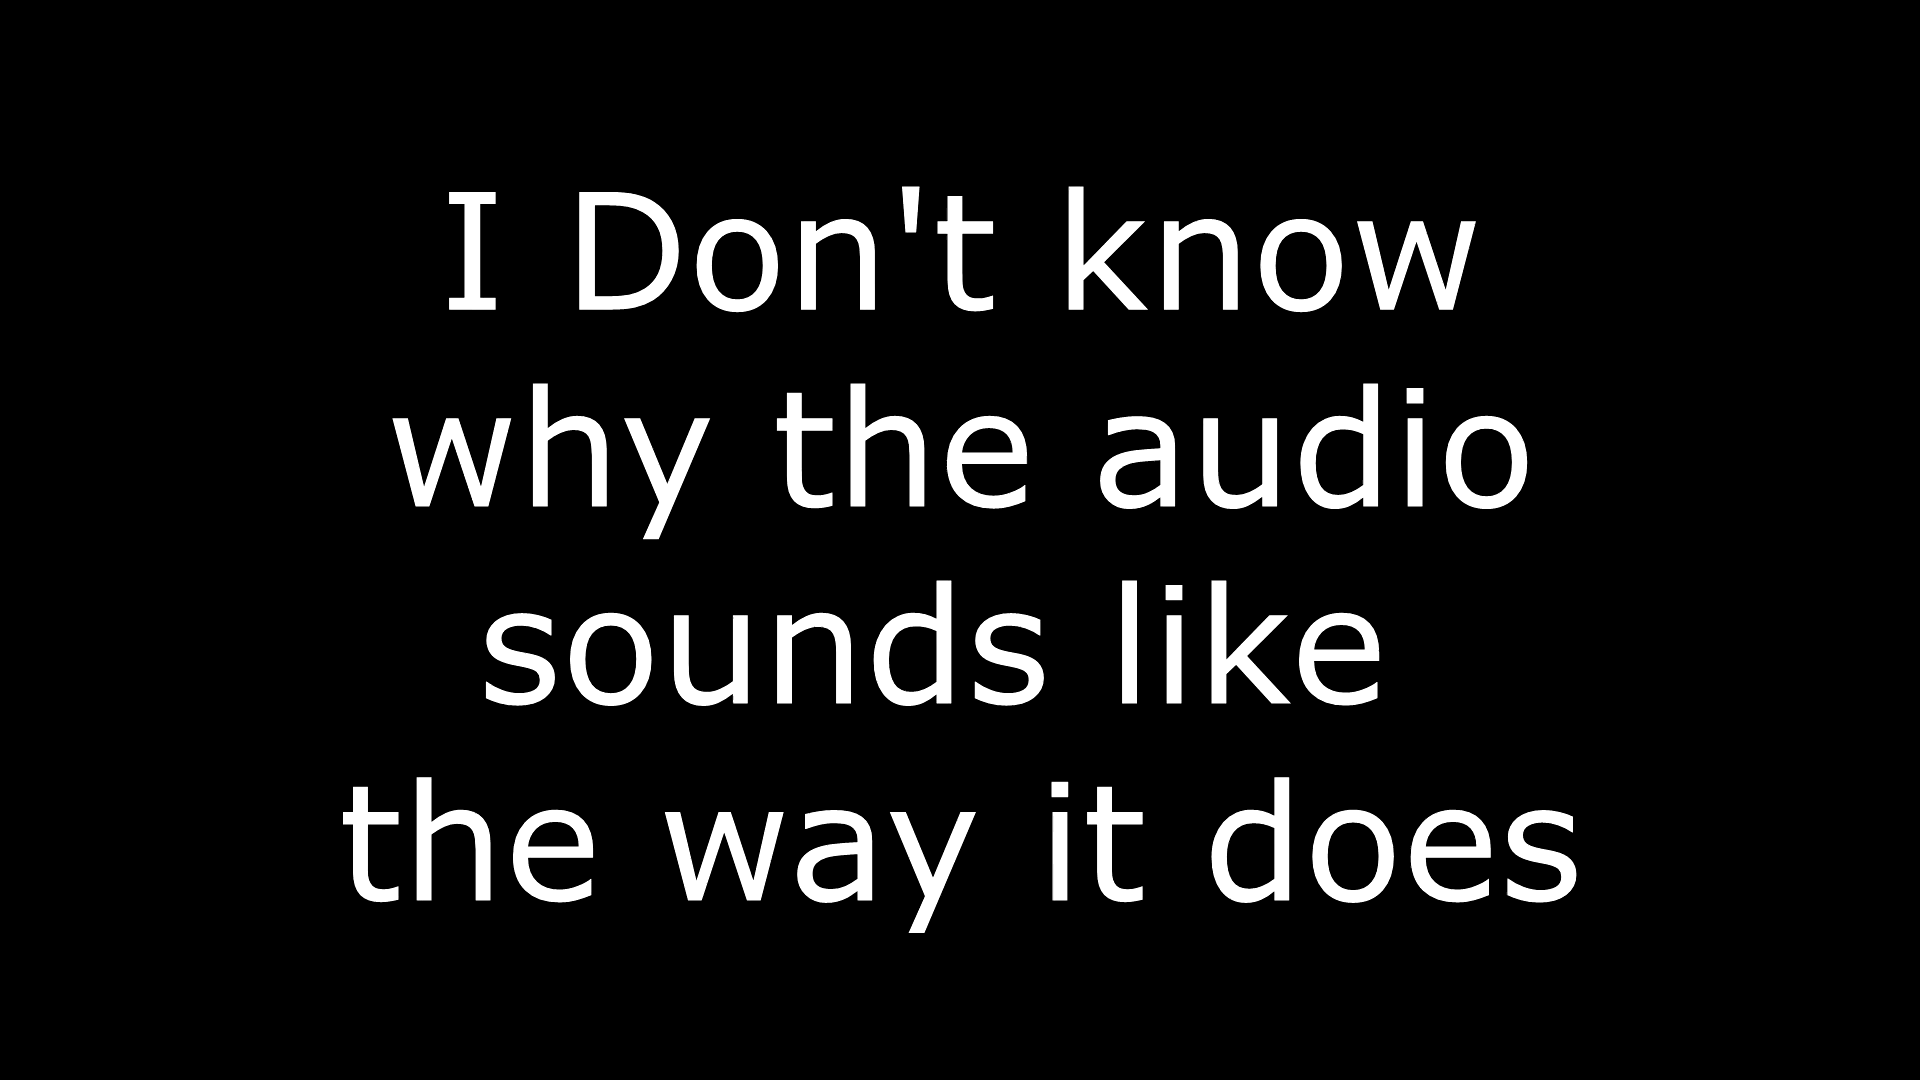 I Don't know
why the audio
sounds like
the way it does